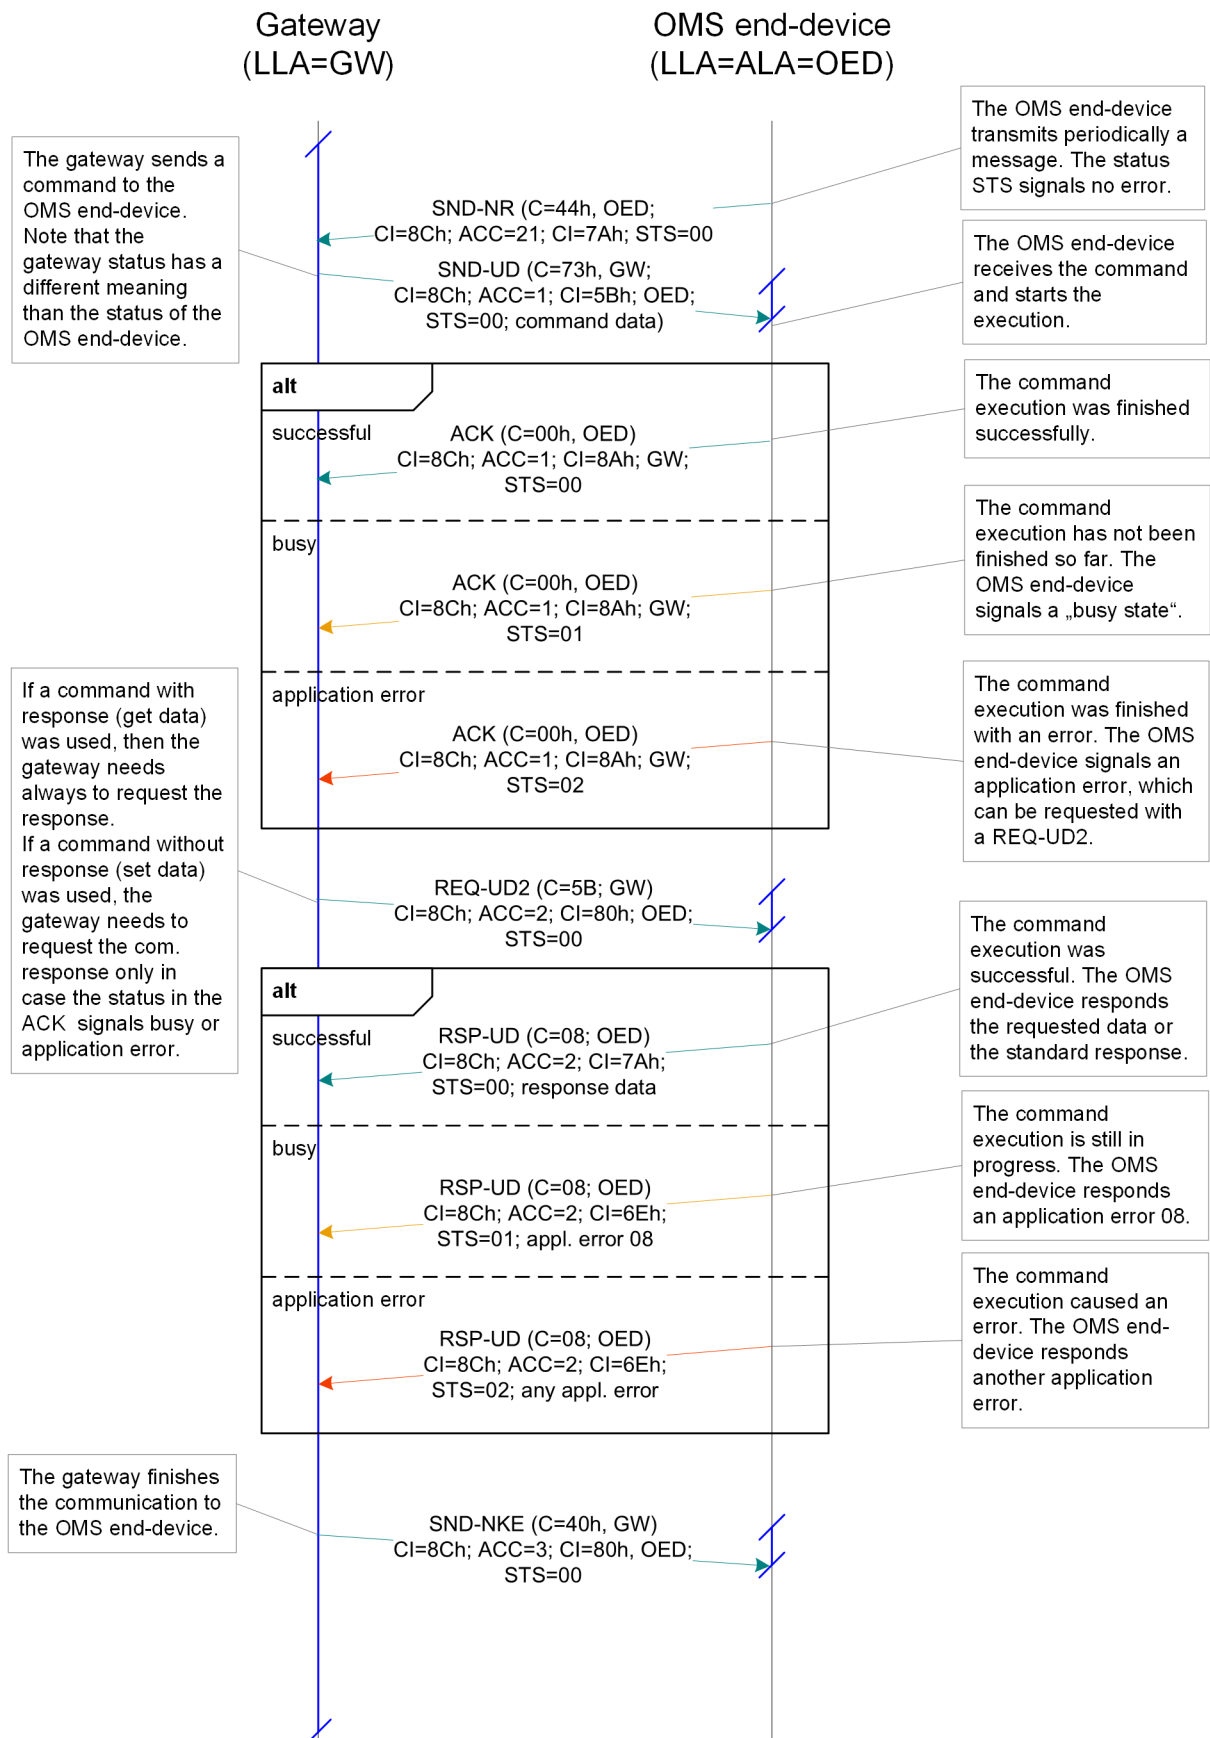 Gateway
(LLA=GW)
OMS end-device
(LLA=ALA=OED)
The OMS end-device
transmits periodically a
message. The status
STS signals no error.
The gateway sends a
command to the
OMS end-device.
Note that the
gateway status has a
different meaning
than the status of the
OMS end-device.
SND-NR (C=44h, OED;
CI=8Ch; ACC=21; CI=7Ah; STS=00
The OMS end-device
receives the command
and starts the
execution.
SND-UD (C=73h, GW;
CI=8Ch; ACC=1; CI=5Bh; OED;
STS=00; command data)
alt
successful
ACK (C=00h, OED)
CI=8Ch; ACC=1; CI=8Ah; GW;
STS=00
The command
execution was finished
successfully.
busy
ACK (C=00h, OED)
CI=8Ch; ACC=1; CI=8Ah; GW;
STS=01
The command
execution has not been
finished so far. The
OMS end-device
signals a „busy state“.
application error
ACK (C=00h, OED)
CI=8Ch; ACC=1; CI=8Ah; GW;
STS=02
The command
execution was finished
with an error. The OMS
end-device signals an
application error, which
can be requested with
a REQ-UD2.
If a command with
response (get data)
was used, then the
gateway needs
always to request the
response.
If a command without
response (set data)
was used, the
gateway needs to
request the com.
response only in
case the status in the
ACK signals busy or
application error.
REQ-UD2 (C=5B; GW)
CI=8Ch; ACC=2; CI=80h; OED;
STS=00
alt
successful
RSP-UD (C=08; OED)
CI=8Ch; ACC=2; CI=7Ah;
STS=00; response data
The command
execution was
successful. The OMS
end-device responds
the requested data or
the standard response.
busy
RSP-UD (C=08; OED)
CI=8Ch; ACC=2; CI=6Eh;
STS=01; appl. error 08
The command
execution is still in
progress. The OMS
end-device responds
an application error 08.
application error
RSP-UD (C=08; OED)
CI=8Ch; ACC=2; CI=6Eh;
STS=02; any appl. error
The command
execution caused an
error. The OMS end-
device responds
another application
error.
The gateway finishes
the communication to
the OMS end-device.
SND-NKE (C=40h, GW)
CI=8Ch; ACC=3; CI=80h, OED;
STS=00